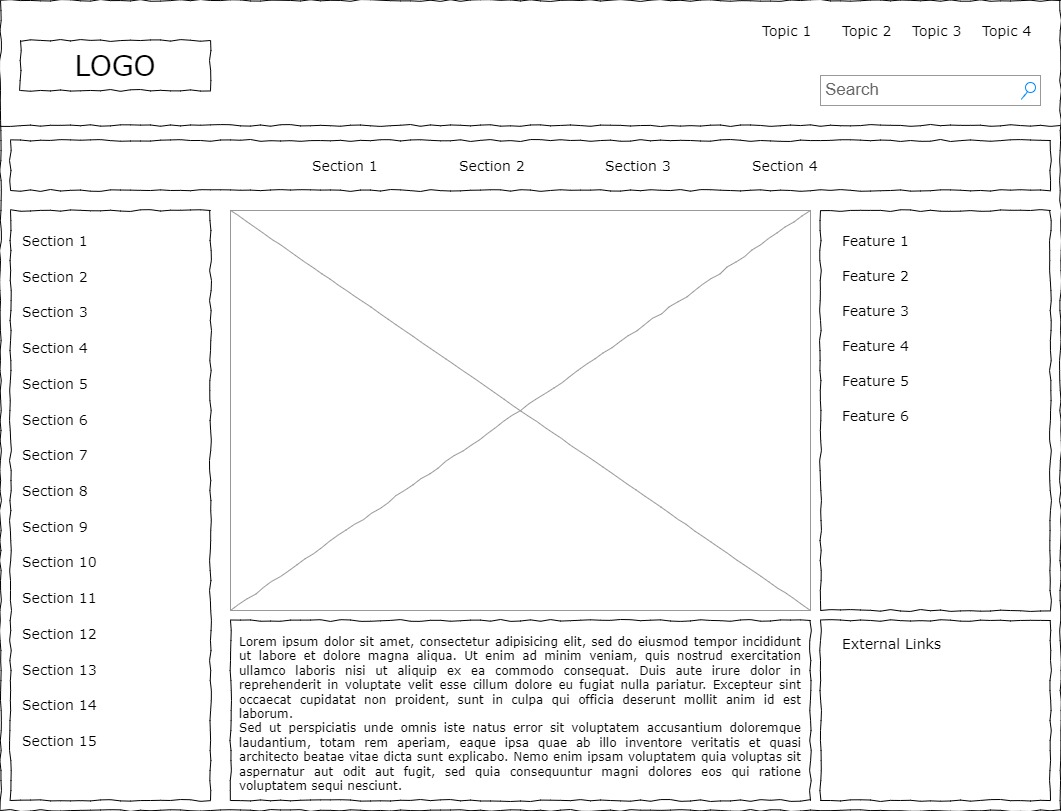 Topic 1 Topic 2 Topic 3 Topic 4
LOGO
Search
Section 1 Section 2 Section 3 Section 4
Section 1
Section 2
Section 3
Section 4
Section 5
Section 6
Section 7
Section 8
Section 9
Section 10
Section 11
Section 12
Section 13
Section 14
Section 15
Feature 1
Feature 2
Feature 3
Feature 4
Feature 5
Feature 6
Lorem ipsum dolor sit amet, consectetur adipisicing elit, sed do eiusmod tempor incididunt
ut labore et dolore magna aliqua. Ut enim ad minim veniam, quis nostrud exercitation
ullamco laboris nisi ut aliquip ex ea commodo consequat. Duis aute irure dolor in
reprehenderit in voluptate velit esse cillum dolore eu fugiat nulla pariatur. Excepteur sint
occaecat cupidatat non proident, sunt in culpa qui officia deserunt mollit anim id est
laborum.
Sed ut perspiciatis unde omnis iste natus error sit voluptatem accusantium doloremque
laudantium, totam rem aperiam, eaque ipsa quae ab illo inventore veritatis et quasi
architecto beatae vitae dicta sunt explicabo. Nemo enim ipsam voluptatem quia voluptas sit
aspernatur aut odit aut fugit, sed quia consequuntur magni dolores eos qui ratione
voluptatem sequi nesciunt.
External Links